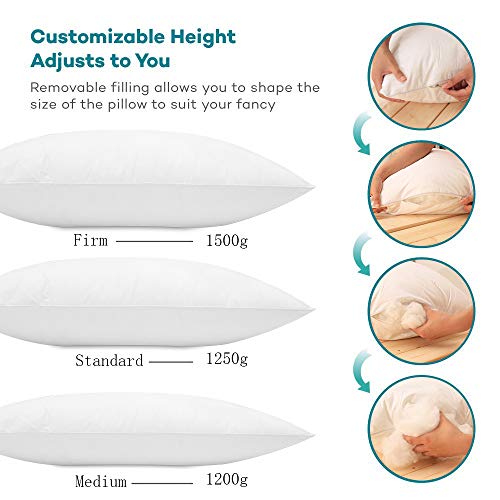 Customizable Height
Adjusts to You
Removable filling allows you to shape the
size of the pillow to suit your fancy
Firm 1500g
Standard 1250g
Medium 1200g